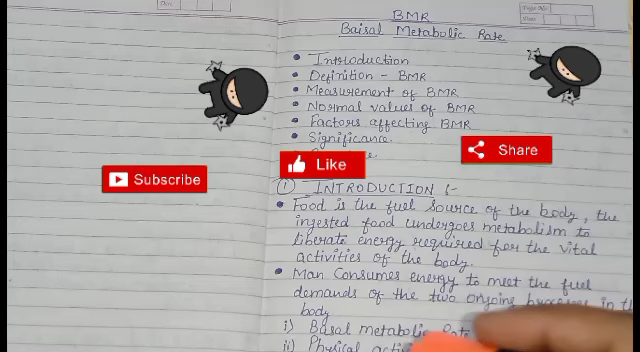 BMR
Baisal Metabolic Rate
• Introduction
• Definition - BMR
• Measurement of BMR
• Normal values of BMR
• Factors affecting BMR
• Significance.
Subscribe
Like
Share
① INTRODUCTION :-
• Food is the fuel source of the body, the
ingested food undergoes metabolism to
liberate energy required for the vital
activities of the body.
• Man Consumes energy to meet the fuel
demands of the two ongoing processes in the
body
i) Basal metabolic Rate
ii) Physical